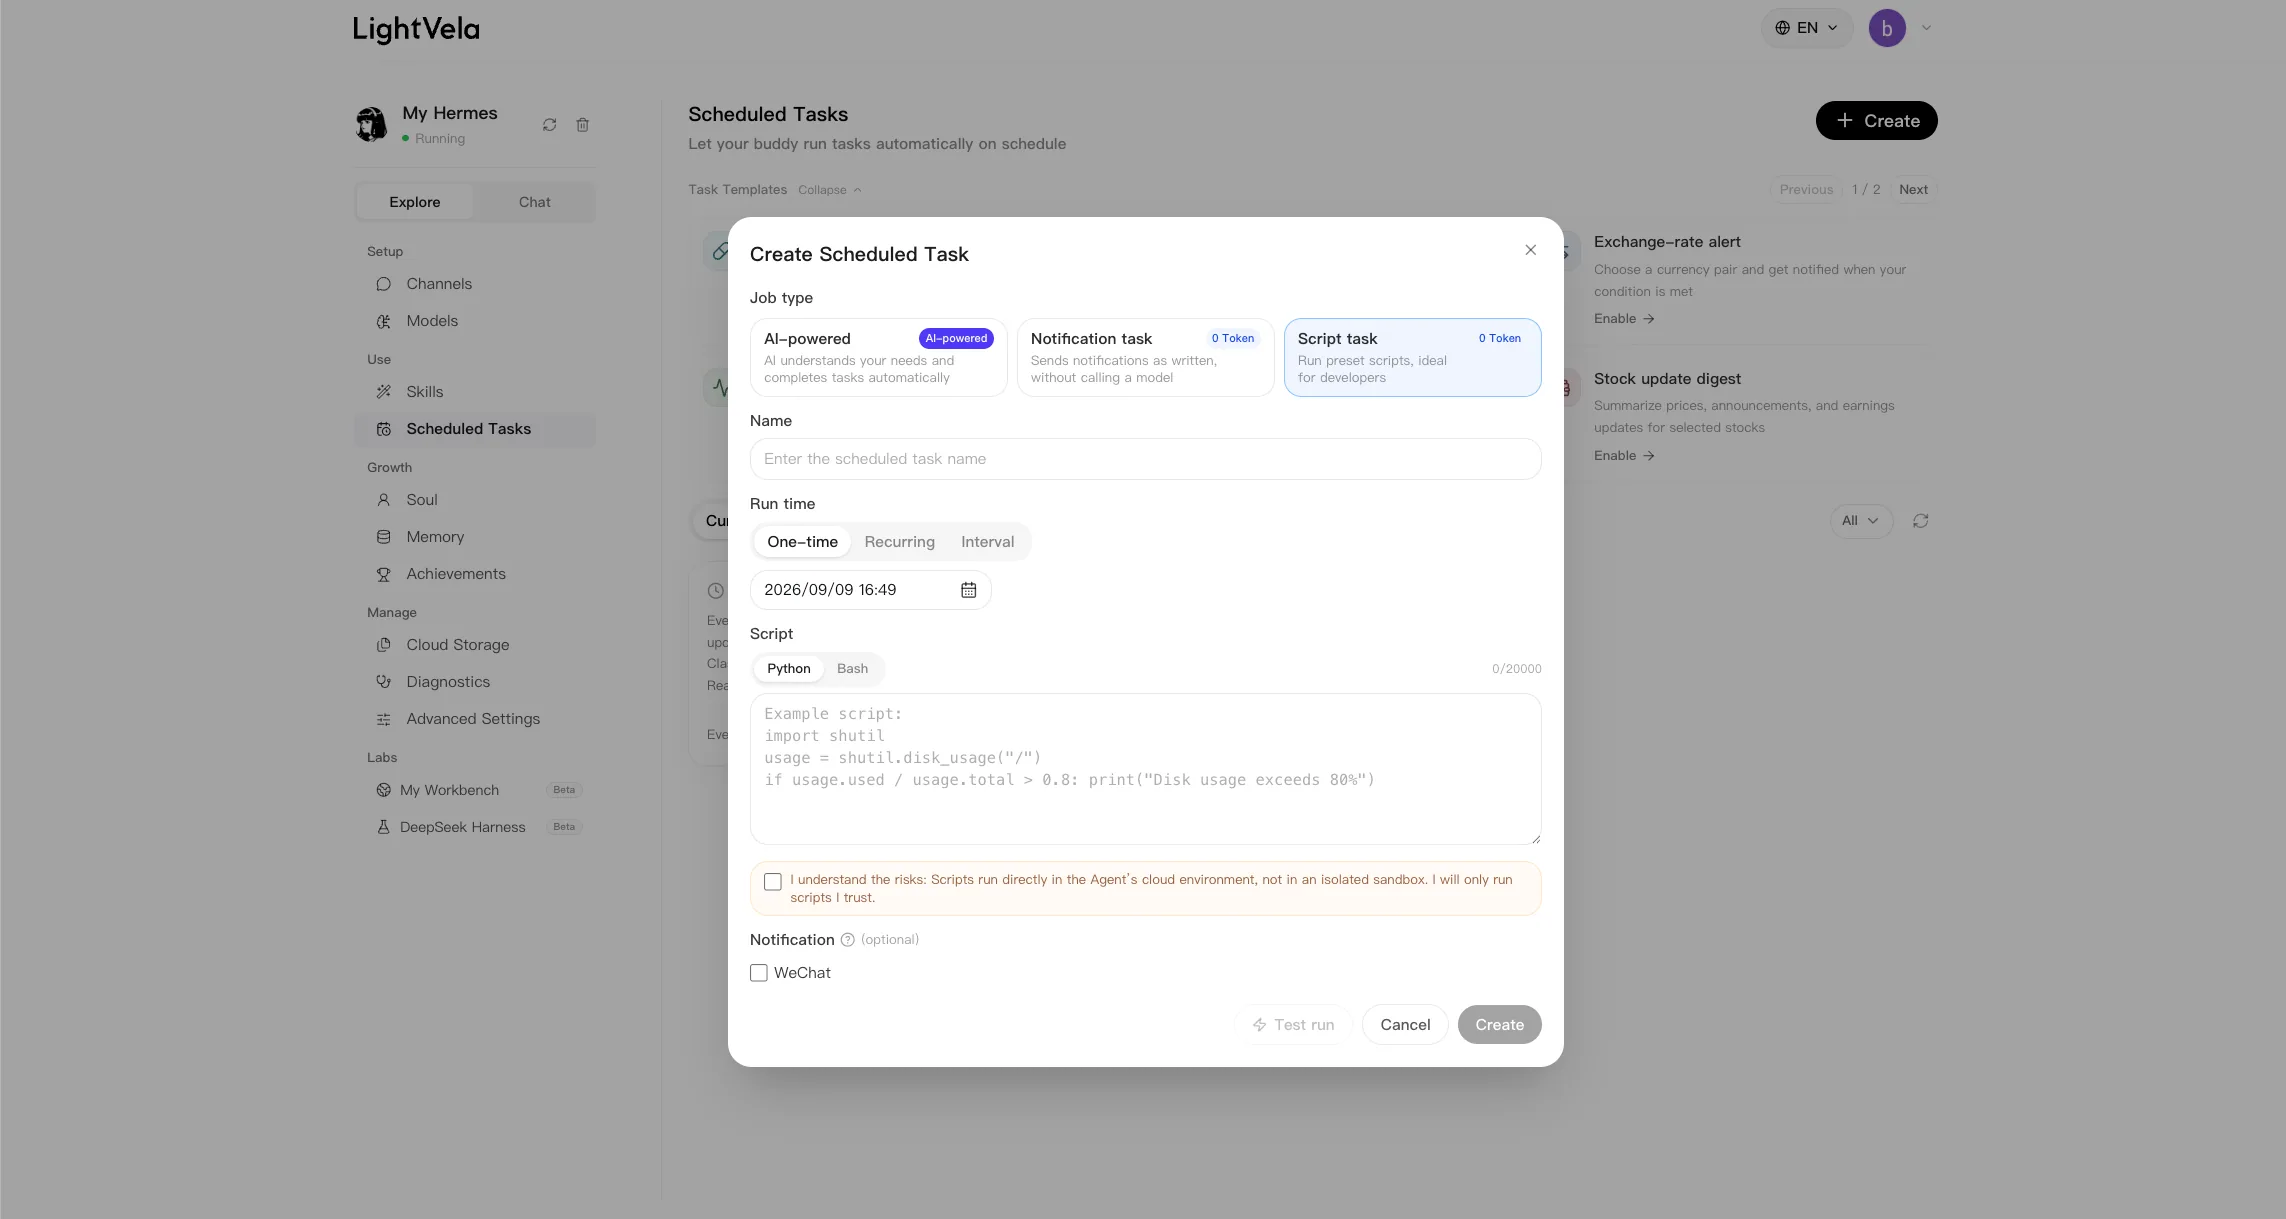 LightVela
EN
b
My Hermes
Running
Explore
Chat
Setup
Channels
Models
Use
Skills
Scheduled Tasks
Growth
Soul
Memory
Achievements
Manage
Cloud Storage
Diagnostics
Advanced Settings
Labs
My Workbench
Beta
DeepSeek Harness
Beta
Scheduled Tasks
Let your buddy run tasks automatically on schedule
Create
Task Templates
Collapse
Previous
1 / 2
Next
Exchange-rate alert
Choose a currency pair and get notified when your
condition is met
Enable →
Stock update digest
Summarize prices, announcements, and earnings
updates for selected stocks
Enable →
All
Create Scheduled Task
Job type
AI-powered
AI-powered
AI understands your needs and
completes tasks automatically
Notification task
0 Token
Sends notifications as written,
without calling a model
Script task
0 Token
Run preset scripts, ideal
for developers
Name
Enter the scheduled task name
Run time
One-time
Recurring
Interval
2026/09/09 16:49
Script
Python
Bash
0/20000
Example script:
import shutil
usage = shutil.disk_usage("/")
if usage.used / usage.total > 0.8: print("Disk usage exceeds 80%")
I understand the risks: Scripts run directly in the Agent's cloud environment, not in an isolated sandbox. I will only run
scripts I trust.
Notification
(optional)
WeChat
Test run
Cancel
Create